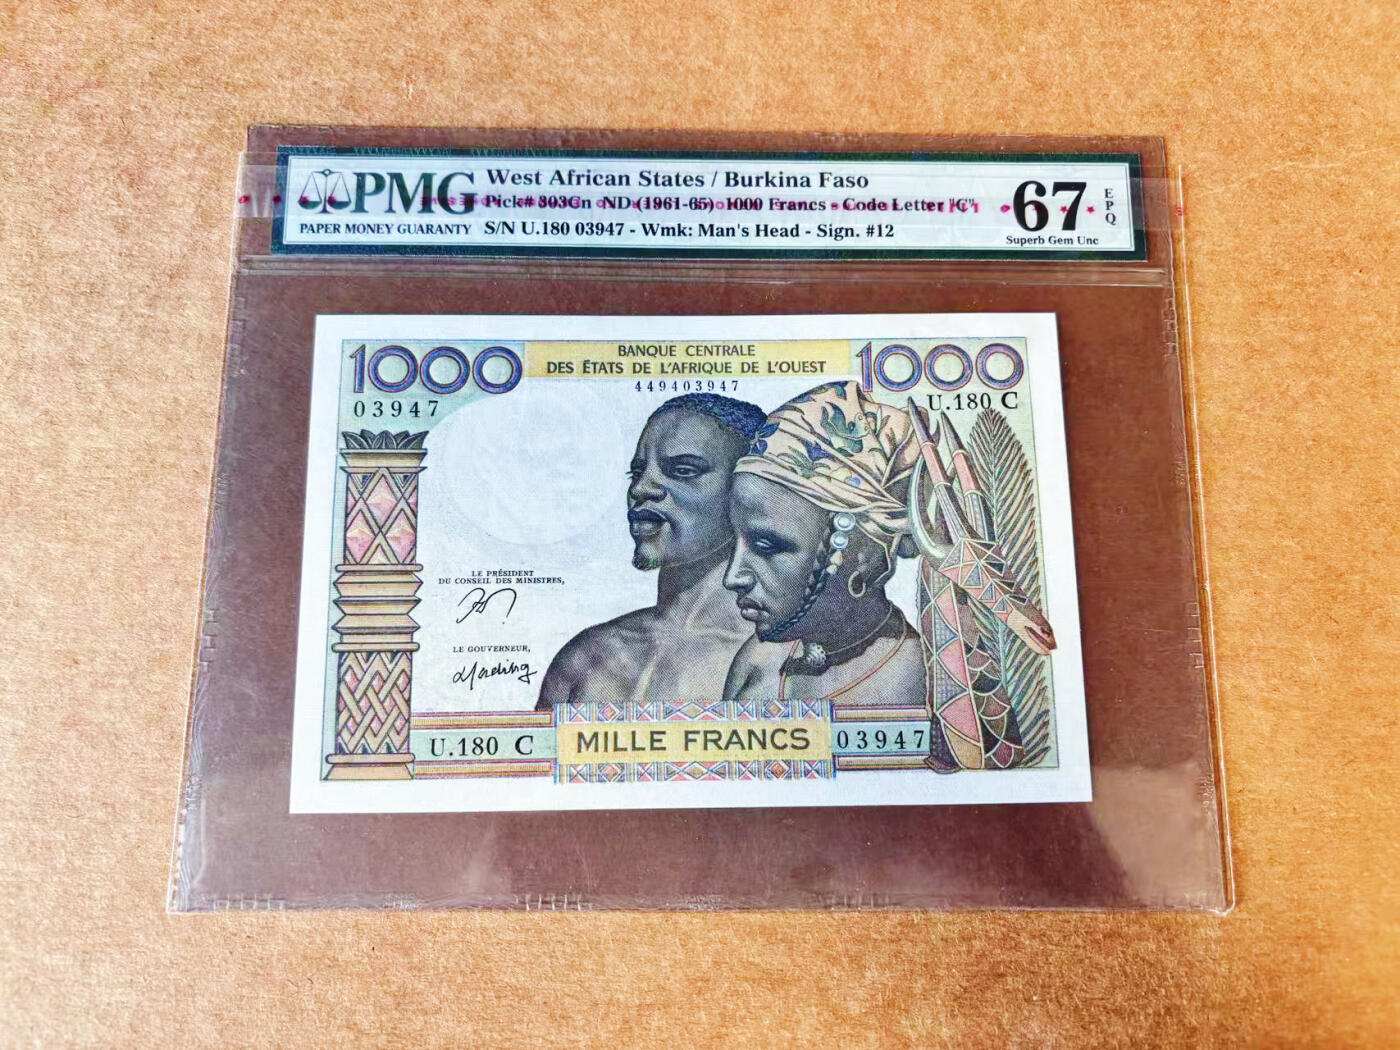 PMG
PAPER MONEY GUARANTY
West African States / Burkina Faso
Pick# 303Cn ND (1961-65) 1000 Francs - Code Letter "C"
S/N U.180 03947 - Wmk: Man's Head - Sign. #12
67
EPQ
Superb Gem Unc
1000
BANQUE CENTRALE
DES ÉTATS DE L'AFRIQUE DE L'OUEST
1000
449403947
03947
U.180 C
LE PRÉSIDENT
DU CONSEIL DES MINISTRES,
LE GOUVERNEUR,
U.180 C
MILLE FRANCS
03947